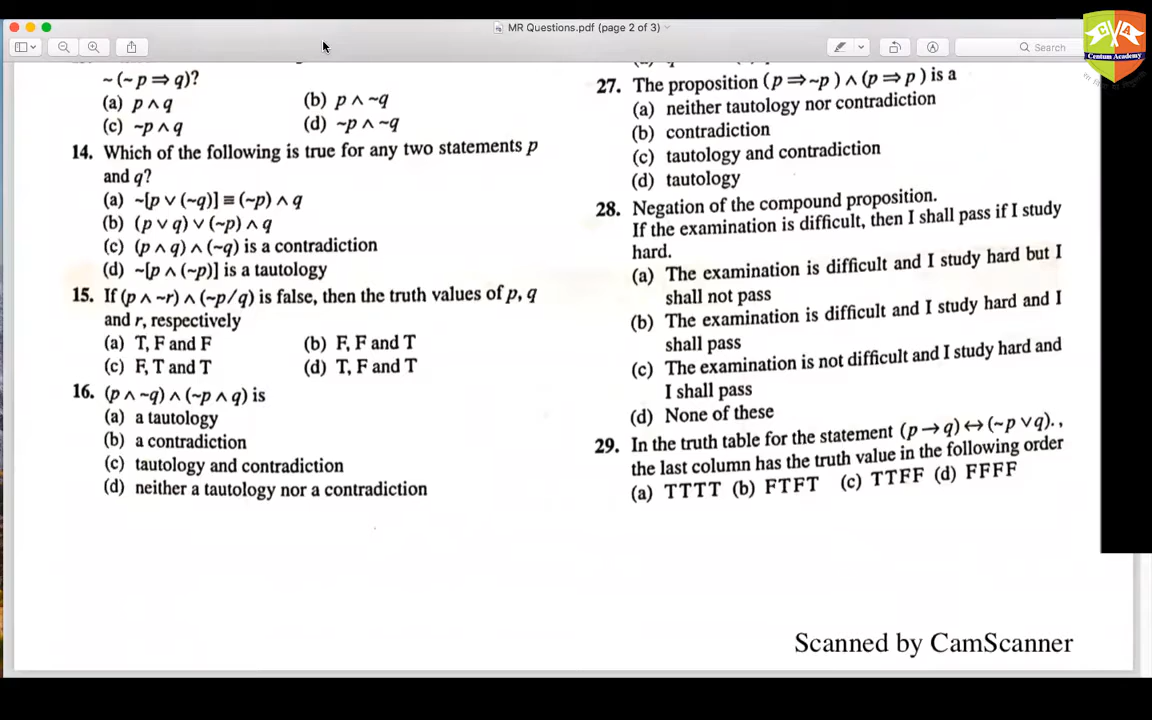 MR Questions.pdf (page 2 of 3)
Search
CVA
Centum Academy
~ (~ p ⇒ q)?
(a) p ∧ q
(b) p ∧ ~q
(c) ~p ∧ q
(d) ~p ∧ ~q
14. Which of the following is true for any two statements p
and q?
(a) ~[p ∨ (~q)] ≡ (~p) ∧ q
(b) (p ∨ q) ∨ (~p) ∧ q
(c) (p ∧ q) ∧ (~q) is a contradiction
(d) ~[p ∧ (~p)] is a tautology
15. If (p ∧ ~r) ∧ (~p/q) is false, then the truth values of p, q
and r, respectively
(a) T, F and F
(b) F, F and T
(c) F, T and T
(d) T, F and T
16. (p ∧ ~q) ∧ (~p ∧ q) is
(a) a tautology
(b) a contradiction
(c) tautology and contradiction
(d) neither a tautology nor a contradiction
27. The proposition (p ⇒ ~p) ∧ (p ⇒ p) is a
(a) neither tautology nor contradiction
(b) contradiction
(c) tautology and contradiction
(d) tautology
28. Negation of the compound proposition.
If the examination is difficult, then I shall pass if I study
hard.
(a) The examination is difficult and I study hard but I
shall not pass
(b) The examination is difficult and I study hard and I
shall pass
(c) The examination is not difficult and I study hard and
I shall pass
(d) None of these
29. In the truth table for the statement (p → q) ↔ (~p ∨ q).,
the last column has the truth value in the following order
(a) TTTT (b) FTFT (c) TTFF (d) FFFF
Scanned by CamScanner